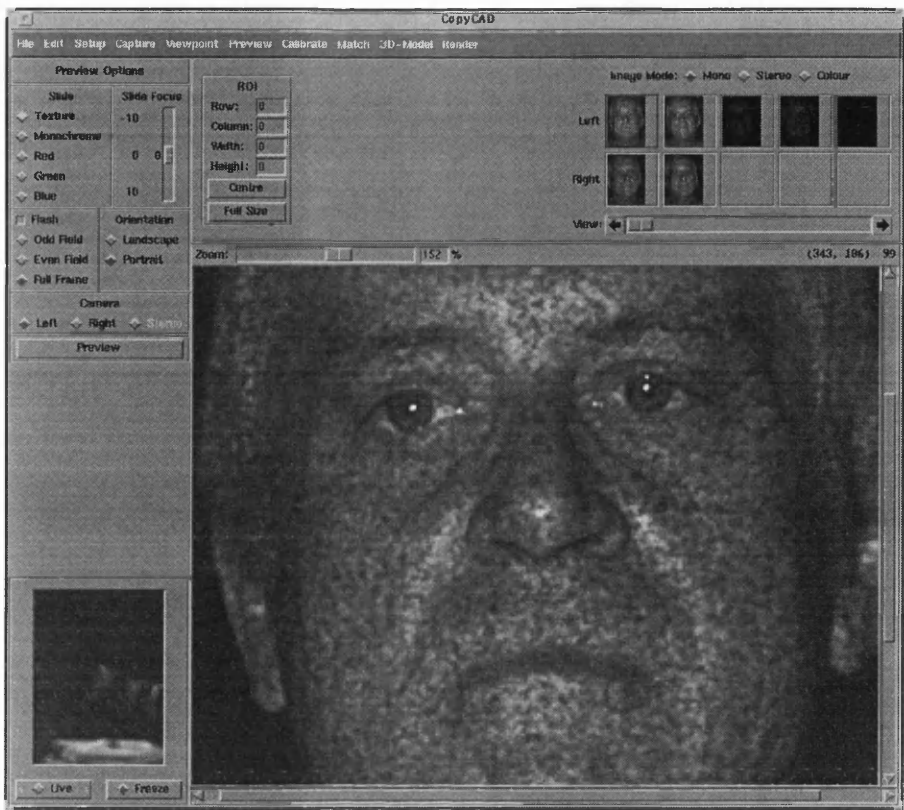 CopyCAD
File Edit Setup Capture Viewpoint Preview Calibrate Match 3D-Model Render
Preview Options
Slide
Texture
Monochrome
Red
Green
Blue
Slide Focus
-10
0 0
10
Flash
Odd Field
Even Field
Full Frame
Orientation
Landscape
Portrait
Camera
Left Right Stereo
Preview
ROI
Row: 0
Column: 0
Width: 0
Height: 0
Centre
Full Size
Image Mode: Mono Stereo Colour
Left
Right
View:
Zoom: 152 % (343, 186) 99
Live Freeze